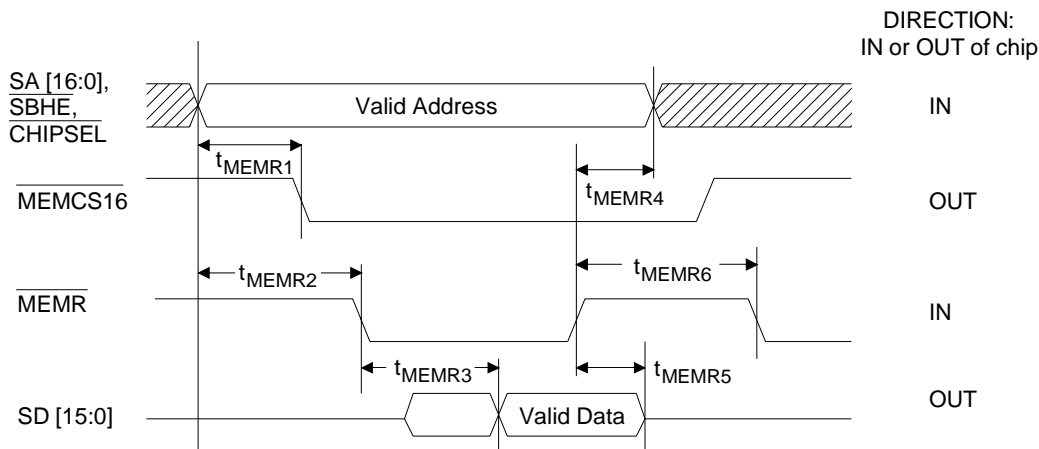 DIRECTION:
IN or OUT of chip
SA [16:0],
SBHE,
CHIPSEL
Valid Address
IN
tMEMR1
tMEMR4
MEMCS16
OUT
tMEMR2
tMEMR6
MEMR
IN
tMEMR3
tMEMR5
SD [15:0]
Valid Data
OUT